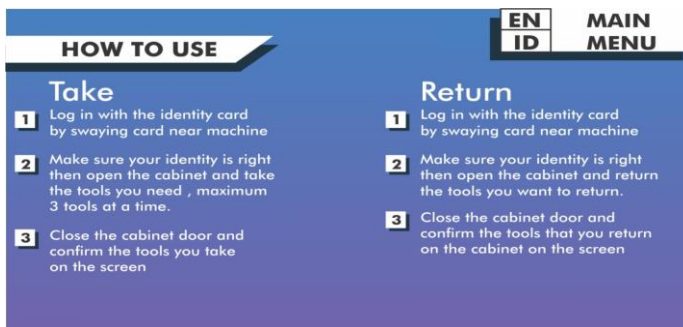 EN
ID
MAIN
MENU
HOW TO USE
Take
1 Log in with the identity card
by swaying card near machine
2 Make sure your identity is right
then open the cabinet and take
the tools you need , maximum
3 tools at a time.
3 Close the cabinet door and
confirm the tools you take
on the screen
Return
1 Log in with the identity card
by swaying card near machine
2 Make sure your identity is right
then open the cabinet and return
the tools you want to return.
3 Close the cabinet door and
confirm the tools that you return
on the cabinet on the screen